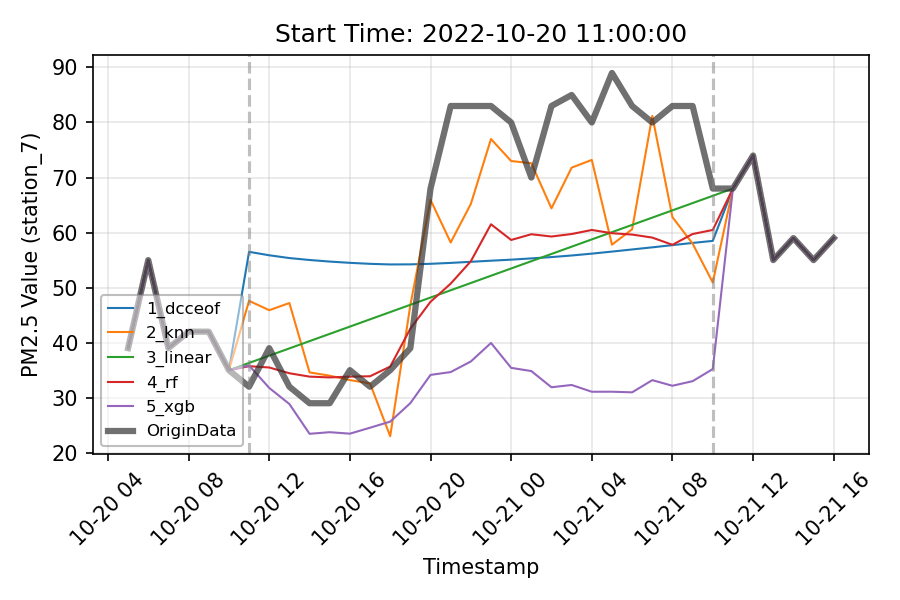 Start Time: 2022-10-20 11:00:00
PM2.5 Value (station_7)
90
80
70
60
50
40
30
20
1_dcceof
2_knn
3_linear
4_rf
5_xgb
OriginData
10-20 04
10-20 08
10-20 12
10-20 16
10-20 20
10-21 00
10-21 04
10-21 08
10-21 12
10-21 16
Timestamp